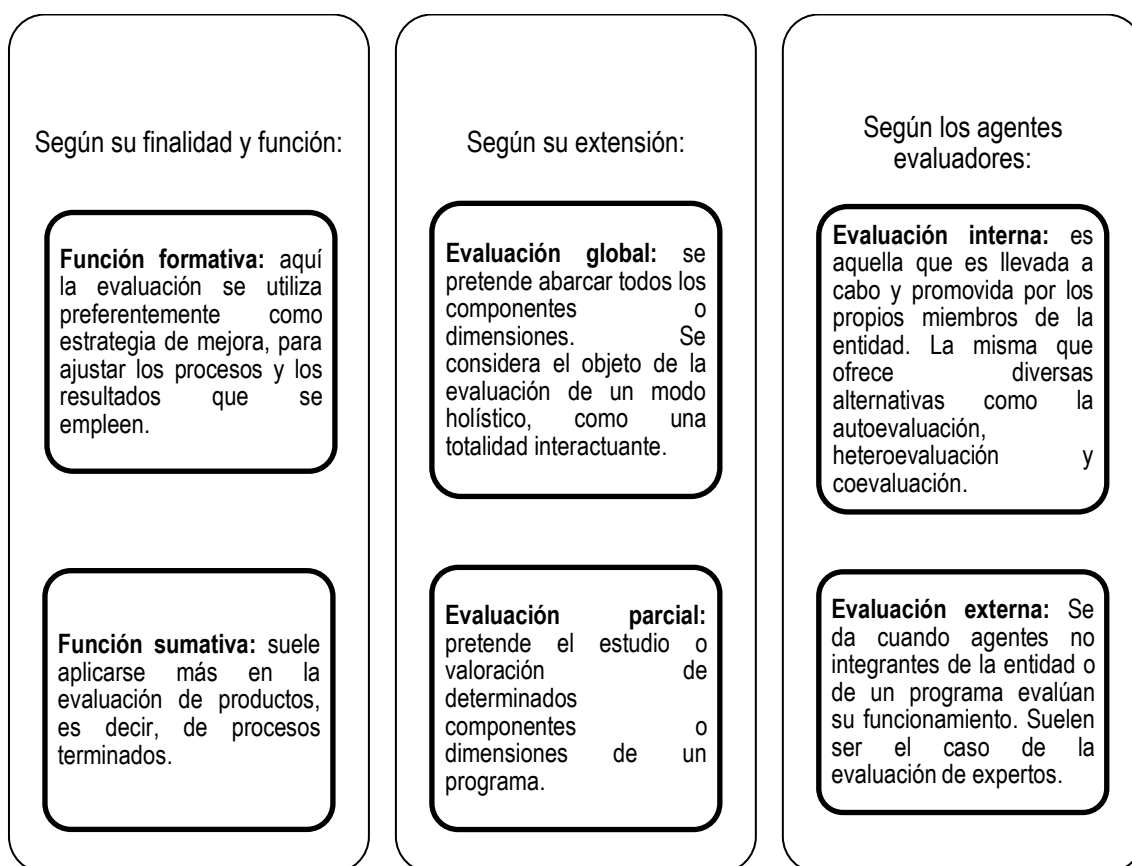 Según su finalidad y función:
Función formativa: aquí
la evaluación se utiliza
preferentemente como
estrategia de mejora, para
ajustar los procesos y los
resultados que se
empleen.
Función sumativa: suele
aplicarse más en la
evaluación de productos,
es decir, de procesos
terminados.
Según su extensión:
Evaluación global: se
pretende abarcar todos los
componentes o
dimensiones. Se
considera el objeto de la
evaluación de un modo
holístico, como una
totalidad interactuante.
Evaluación parcial:
pretende el estudio o
valoración de
determinados
componentes o
dimensiones de un
programa.
Según los agentes
evaluadores:
Evaluación interna: es
aquella que es llevada a
cabo y promovida por los
propios miembros de la
entidad. La misma que
ofrece diversas
alternativas como la
autoevaluación,
heteroevaluación y
coevaluación.
Evaluación externa: Se
da cuando agentes no
integrantes de la entidad o
de un programa evalúan
su funcionamiento. Suelen
ser el caso de la
evaluación de expertos.